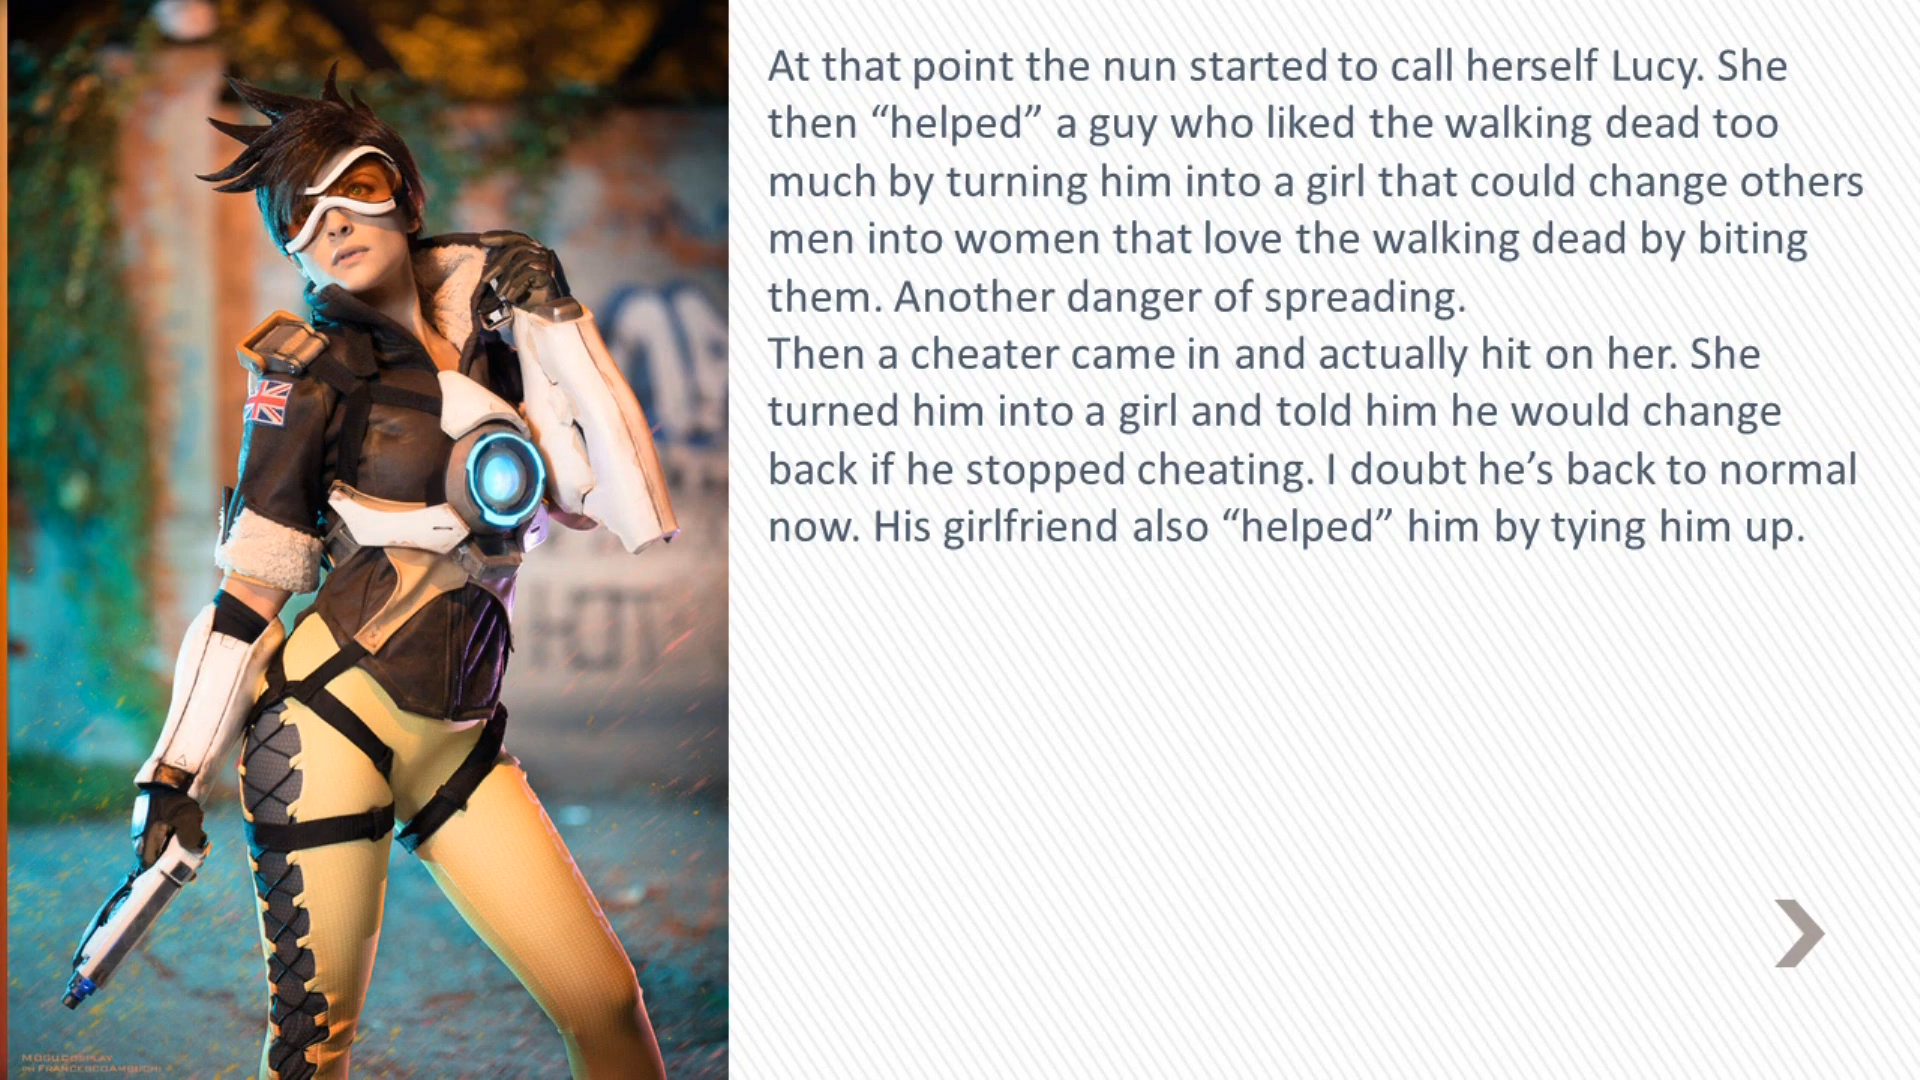 At that point the nun started to call herself Lucy. She
then “helped” a guy who liked the walking dead too
much by turning him into a girl that could change others
men into women that love the walking dead by biting
them. Another danger of spreading.
Then a cheater came in and actually hit on her. She
turned him into a girl and told him he would change
back if he stopped cheating. I doubt he’s back to normal
now. His girlfriend also “helped” him by tying him up.
MOGUCOSPLAY